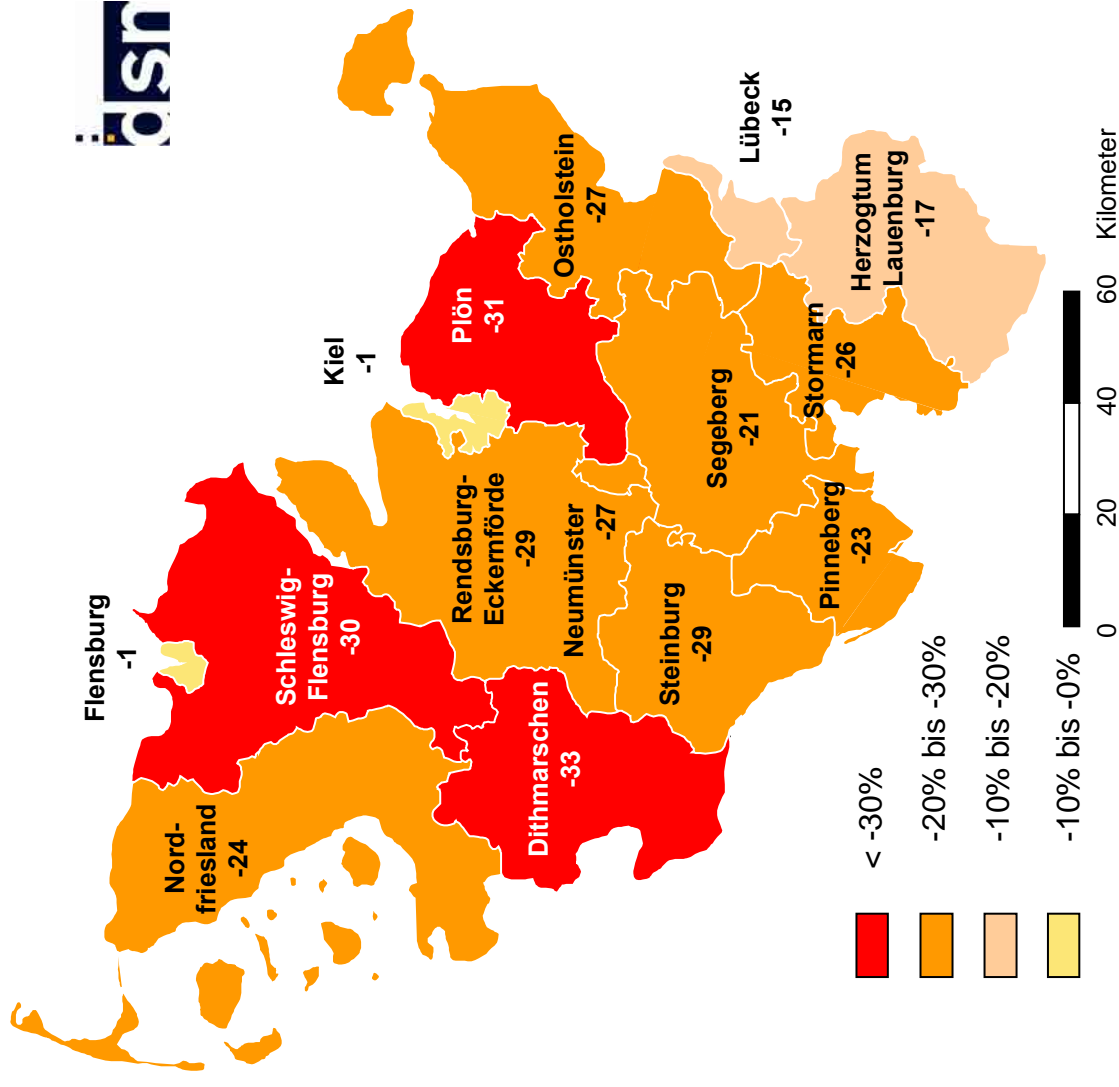 dsn
Flensburg
-1
Kiel
-1
Schleswig-
Flensburg
-30
Nord-
friesland
-24
Plön
-31
Ostholstein
-27
Rendsburg-
Eckernförde
-29
Neumünster
-27
Dithmarschen
-33
Steinburg
-29
Segeberg
-21
Lübeck
-15
Pinneberg
-23
Stormarn
-26
Herzogtum
Lauenburg
-17
< -30%
-20% bis -30%
-10% bis -20%
-10% bis -0%
0 20 40 60 Kilometer